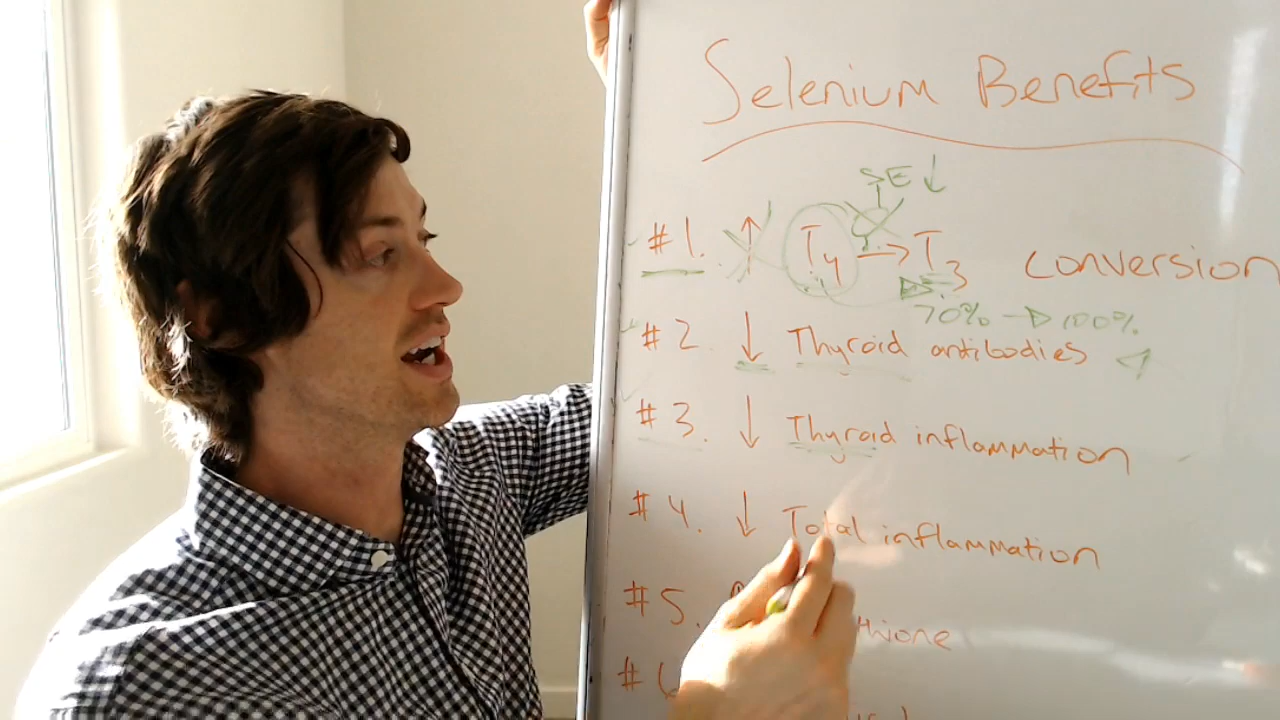 Selenium Benefits
SE ↓
#1. ↑ T4 → T3 conversion
70% → 100%
#2 ↓ Thyroid antibodies
#3. ↓ Thyroid inflammation
#4. ↓ Total inflammation
#5.
#6